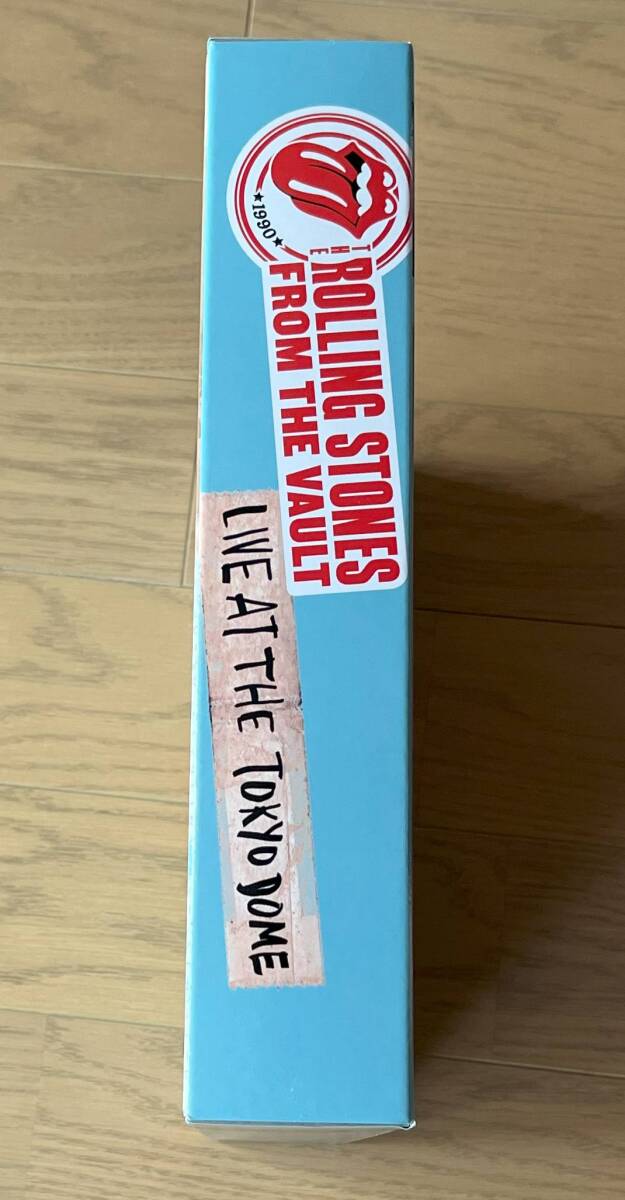 ★1990★
THE
ROLLING STONES
FROM THE VAULT
LIVE AT THE TOKYO DOME